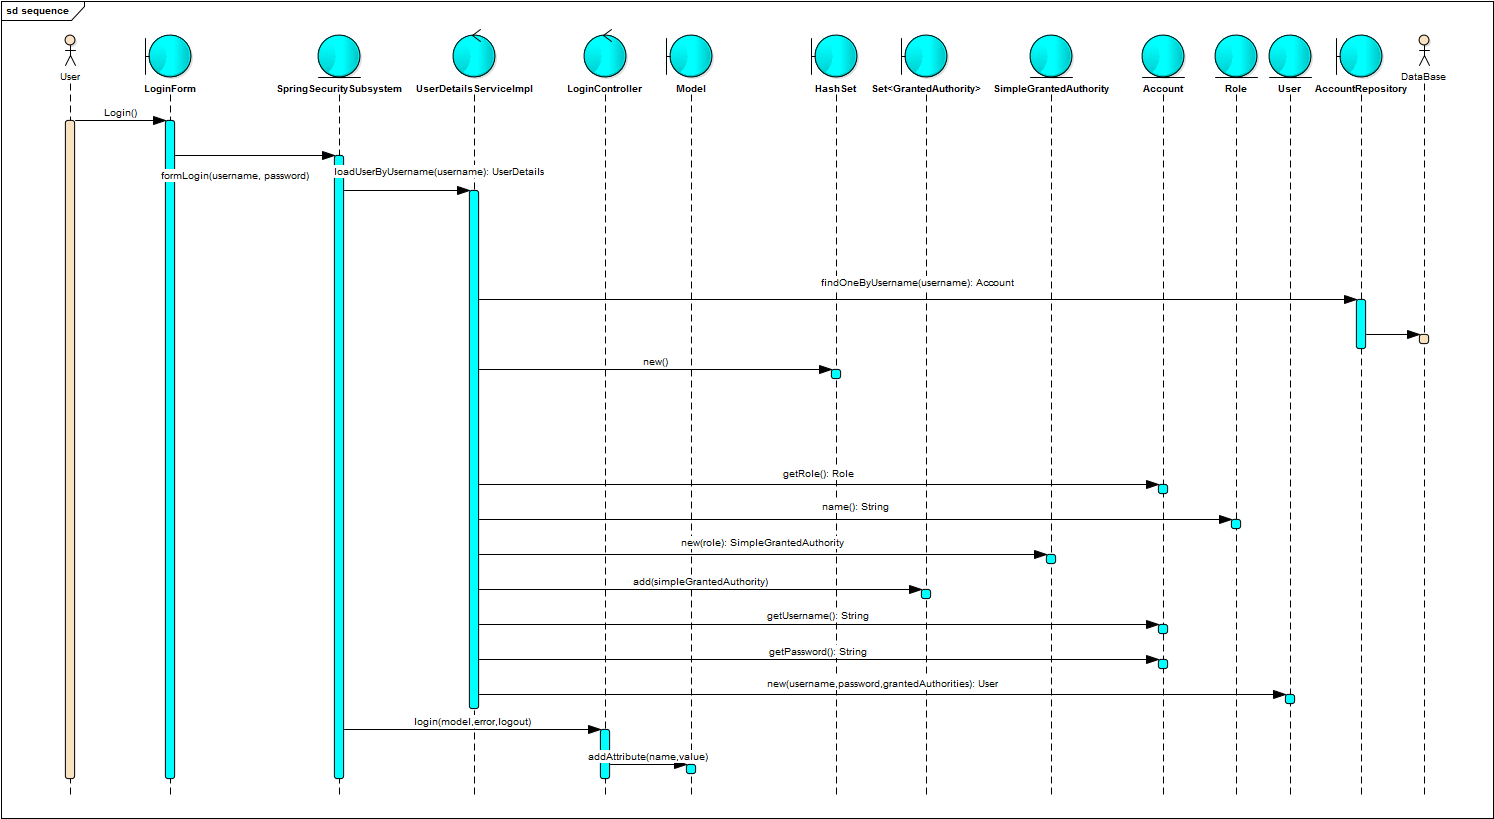 sd sequence
User
LoginForm
SpringSecuritySubsystem
UserDetailsServiceImpl
LoginController
Model
HashSet
Set<GrantedAuthority>
SimpleGrantedAuthority
Account
Role
User
AccountRepository
DataBase
Login()
formLogin(username, password)
loadUserByUsername(username): UserDetails
findOneByUsername(username): Account
new()
getRole(): Role
name(): String
new(role): SimpleGrantedAuthority
add(simpleGrantedAuthority)
getUsername(): String
getPassword(): String
new(username,password,grantedAuthorities): User
login(model,error,logout)
addAttribute(name,value)